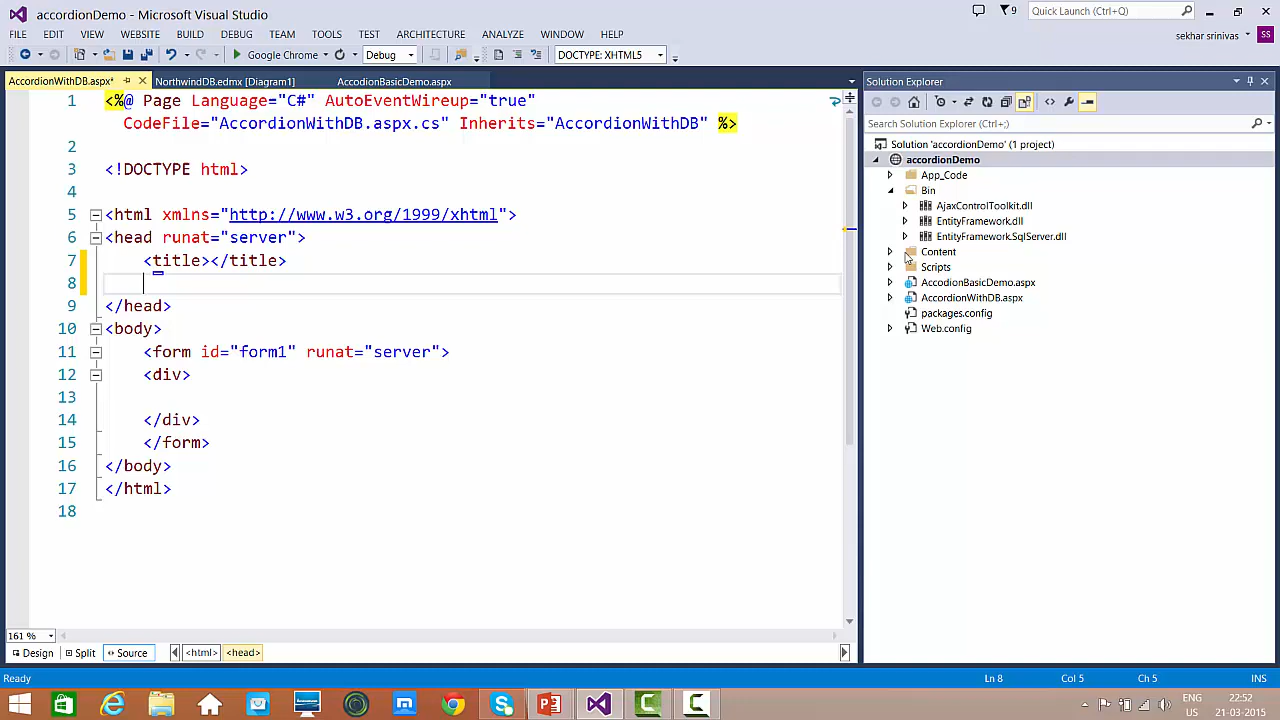 accordionDemo - Microsoft Visual Studio
9
Quick Launch (Ctrl+Q)
FILE EDIT VIEW WEBSITE BUILD DEBUG TEAM TOOLS TEST ARCHITECTURE ANALYZE WINDOW HELP
sekhar srinivas
SS
Google Chrome
Debug
DOCTYPE: XHTML5
AccordionWithDB.aspx*
NorthwindDB.edmx [Diagram1]
AccodionBasicDemo.aspx
1 <%@ Page Language="C#" AutoEventWireup="true"
CodeFile="AccordionWithDB.aspx.cs" Inherits="AccordionWithDB" %>
2
3 <!DOCTYPE html>
4
5 <html xmlns="http://www.w3.org/1999/xhtml">
6 <head runat="server">
7 <title></title>
8
9 </head>
10 <body>
11 <form id="form1" runat="server">
12 <div>
13
14 </div>
15 </form>
16 </body>
17 </html>
18
161 %
Design Split Source <html> <head>
Solution Explorer
Search Solution Explorer (Ctrl+;)
Solution 'accordionDemo' (1 project)
accordionDemo
App_Code
Bin
AjaxControlToolkit.dll
EntityFramework.dll
EntityFramework.SqlServer.dll
Content
Scripts
AccodionBasicDemo.aspx
AccordionWithDB.aspx
packages.config
Web.config
Ready
Ln 8 Col 5 Ch 5 INS
ENG
US
22:52
21-03-2015